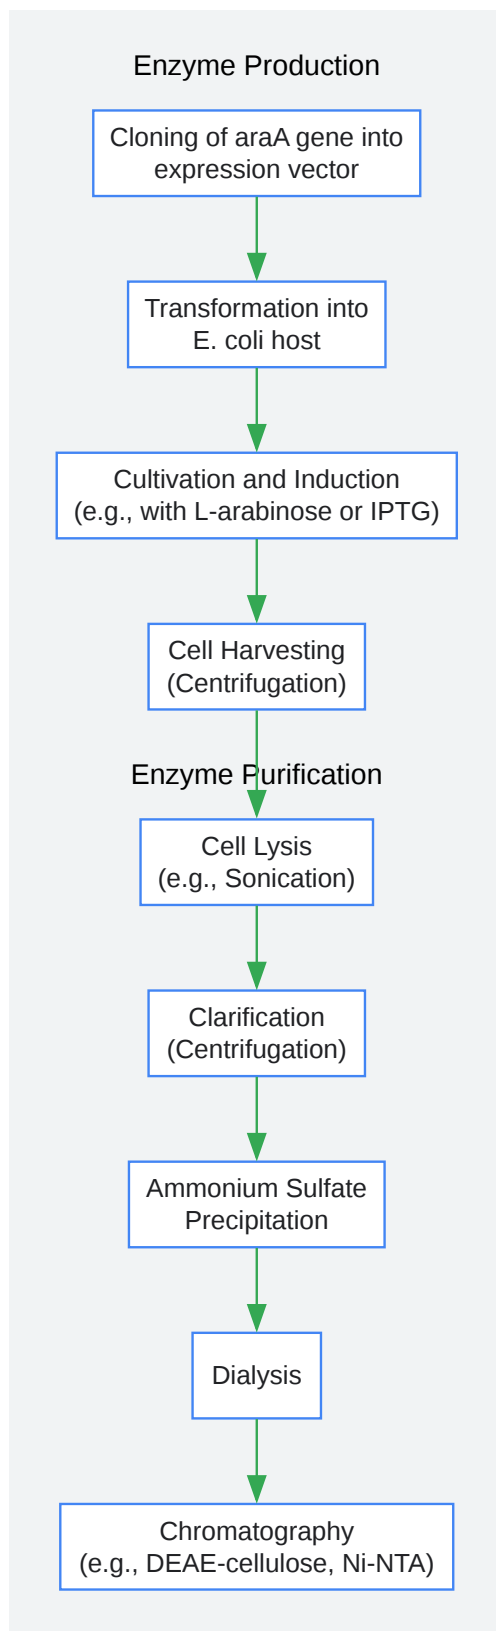 Enzyme Production
Cloning of araA gene into
expression vector
Transformation into
E. coli host
Cultivation and Induction
(e.g., with L-arabinose or IPTG)
Cell Harvesting
(Centrifugation)
Enzyme Purification
Cell Lysis
(e.g., Sonication)
Clarification
(Centrifugation)
Ammonium Sulfate
Precipitation
Dialysis
Chromatography
(e.g., DEAE-cellulose, Ni-NTA)